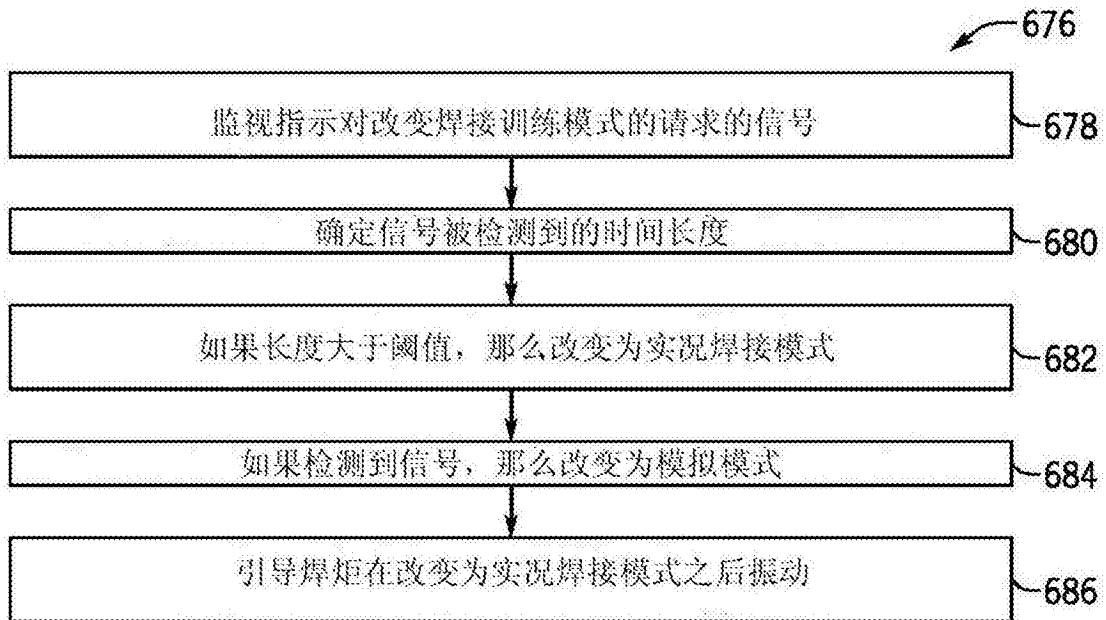 676
监视指示对改变焊接训练模式的请求的信号
678
确定信号被检测到的时间长度
680
如果长度大于阈值，那么改变为实况焊接模式
682
如果检测到信号，那么改变为模拟模式
684
引导焊炬在改变为实况焊接模式之后振动
686